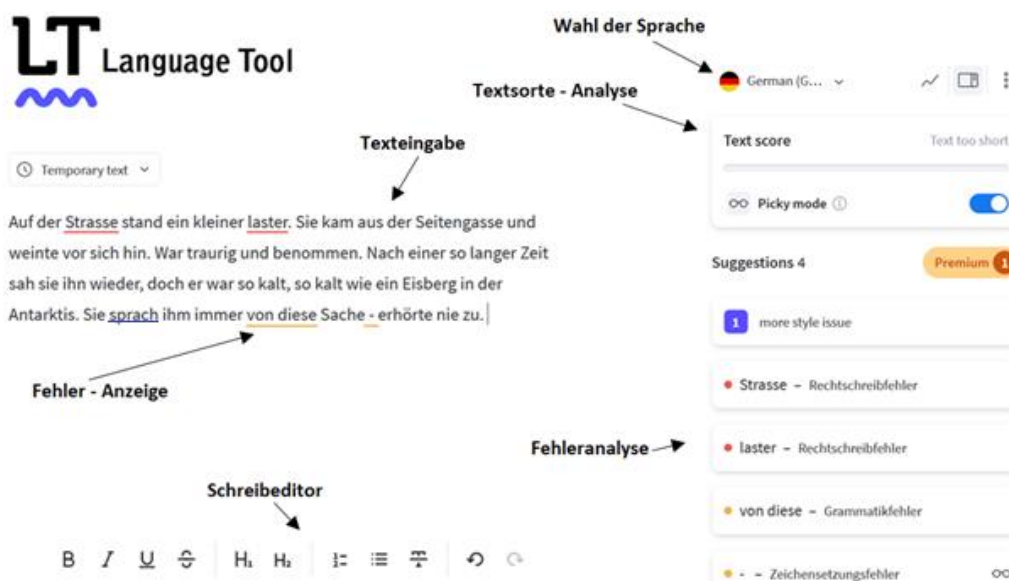 LT Language Tool
Wahl der Sprache
German (G...
Textsorte - Analyse
Text score Text too short
Texteingabe
Temporary text
Picky mode
Auf der Strasse stand ein kleiner laster. Sie kam aus der Seitengasse und
weinte vor sich hin. War traurig und benommen. Nach einer so langer Zeit
sah sie ihn wieder, doch er war so kalt, so kalt wie ein Eisberg in der
Antarktis. Sie sprach ihm immer von diese Sache - erhörte nie zu.
Suggestions 4 Premium 1
1 more style issue
Fehler - Anzeige
Strasse – Rechtschreibfehler
Fehleranalyse
laster – Rechtschreibfehler
Schreibeditor
von diese – Grammatikfehler
B I U S H₁ H₂
- – Zeichensetzungsfehler